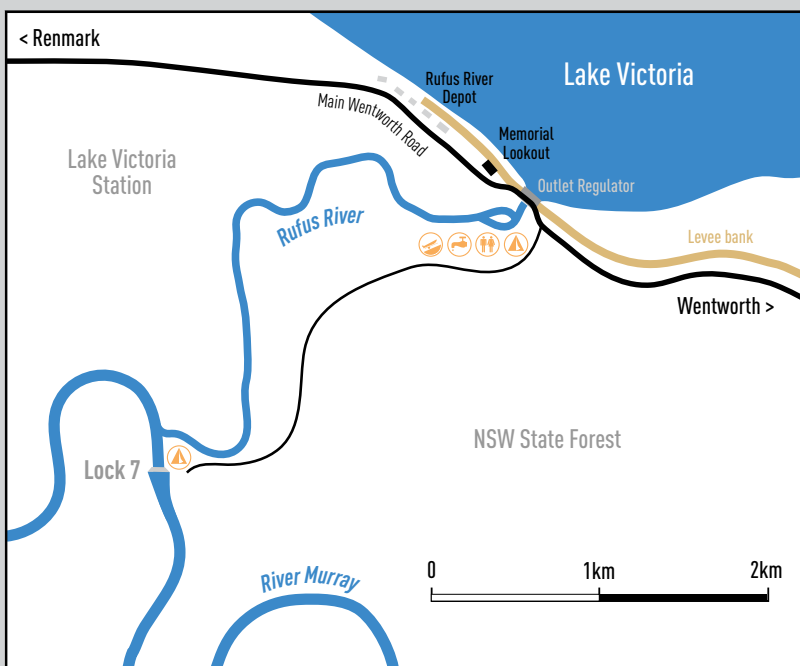 < Renmark
Lake Victoria
Rufus River
Depot
Main Wentworth Road
Memorial
Lookout
Lake Victoria
Station
Outlet Regulator
Rufus River
Levee bank
Wentworth >
NSW State Forest
Lock 7
River Murray
0 1km 2km